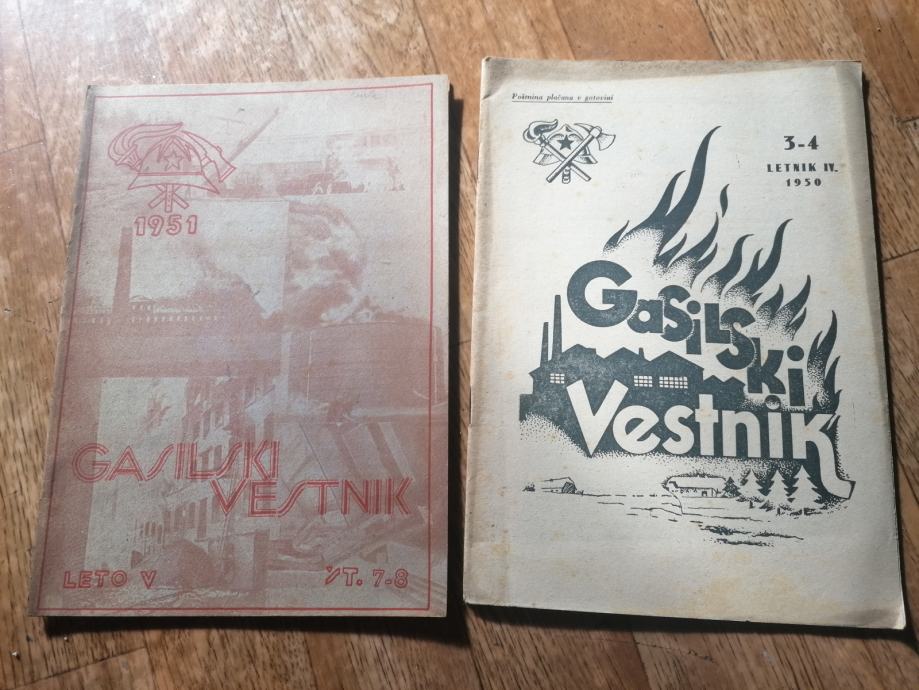 1951
GASILSKI
VESTNIK
LETO V ŠT. 7-8
Poštnina plačana v gotovini
3-4
LETNIK IV.
1950
Gasilski
Vestnik